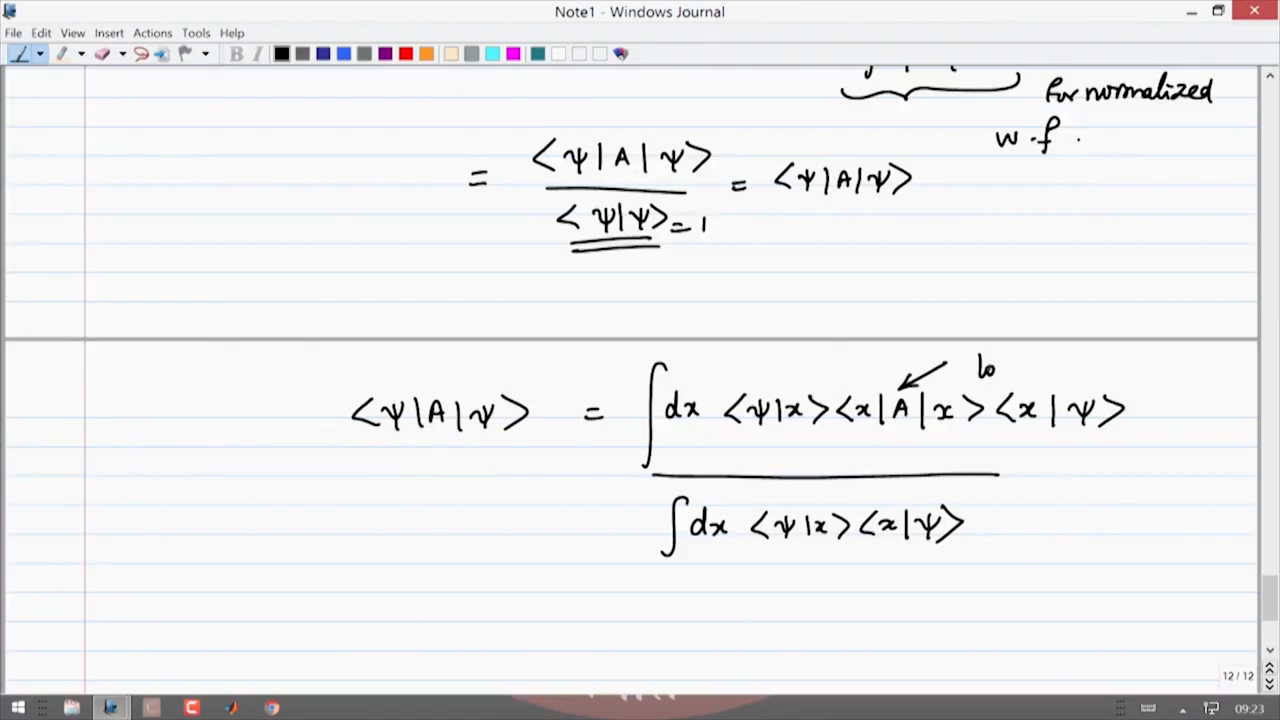 Note1 - Windows Journal
File Edit View Insert Actions Tools Help
B I
For normalized
w.f.
= <ψ|A|ψ> / <ψ|ψ> = 1 = <ψ|A|ψ>
<ψ|A|ψ> = ∫dx <ψ|x><x|A|x><x|ψ>
∫dx <ψ|x><x|ψ>
12 / 12
09:23